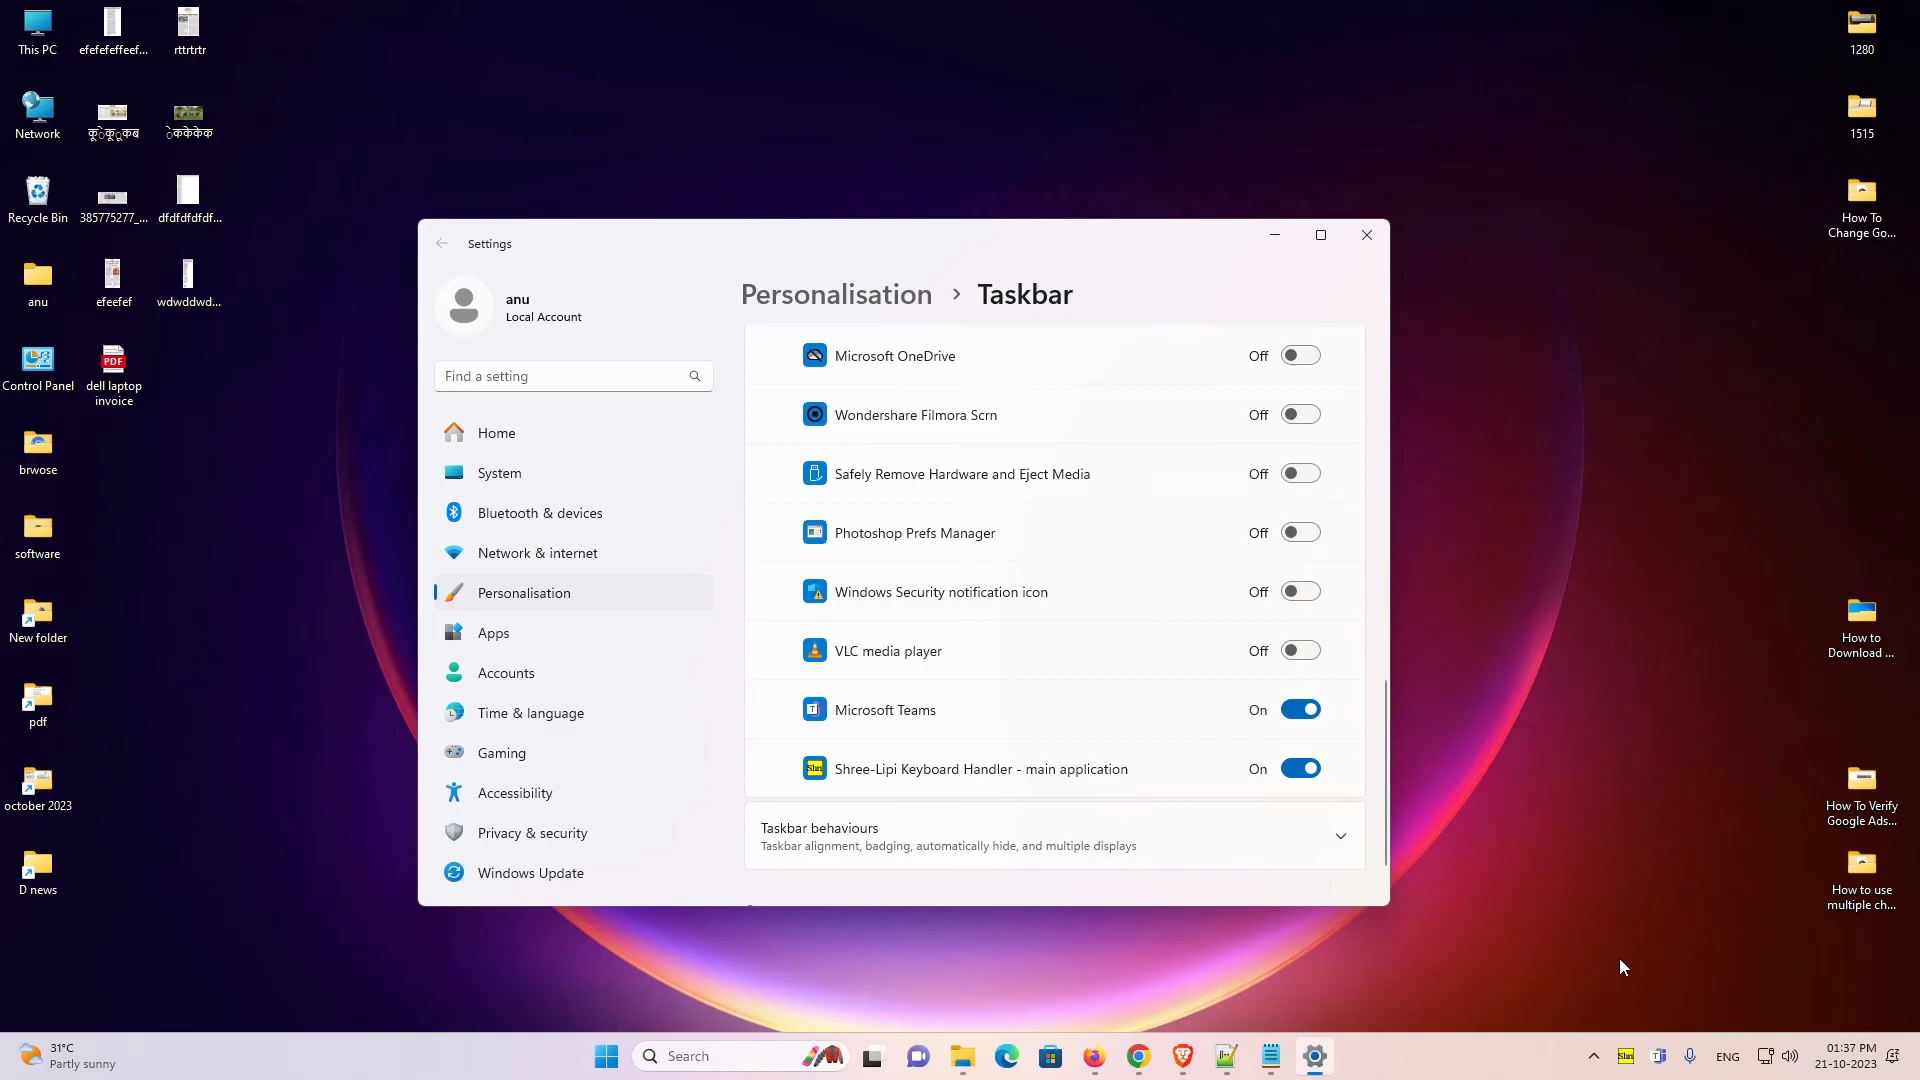 This PC
efefefeffeef...
rttrtrtr
Network
Recycle Bin
385775277_...
dfdfdfdfdf...
anu
efeefef
wdwddwd...
Control Panel
PDF
dell laptop
invoice
brwose
software
New folder
pdf
october 2023
D news
Settings
anu
Local Account
Find a setting
Home
System
Bluetooth & devices
Network & internet
Personalisation
Apps
Accounts
Time & language
Gaming
Accessibility
Privacy & security
Windows Update
Personalisation > Taskbar
Microsoft OneDrive Off
Wondershare Filmora Scrn Off
Safely Remove Hardware and Eject Media Off
Photoshop Prefs Manager Off
Windows Security notification icon Off
VLC media player Off
Microsoft Teams On
Shree-Lipi Keyboard Handler - main application On
Taskbar behaviours
Taskbar alignment, badging, automatically hide, and multiple displays
1280
1515
How To
Change Go...
How to
Download ...
How To Verify
Google Ads...
How to use
multiple ch...
31°C
Partly sunny
Search
Shri
ENG
01:37 PM
21-10-2023